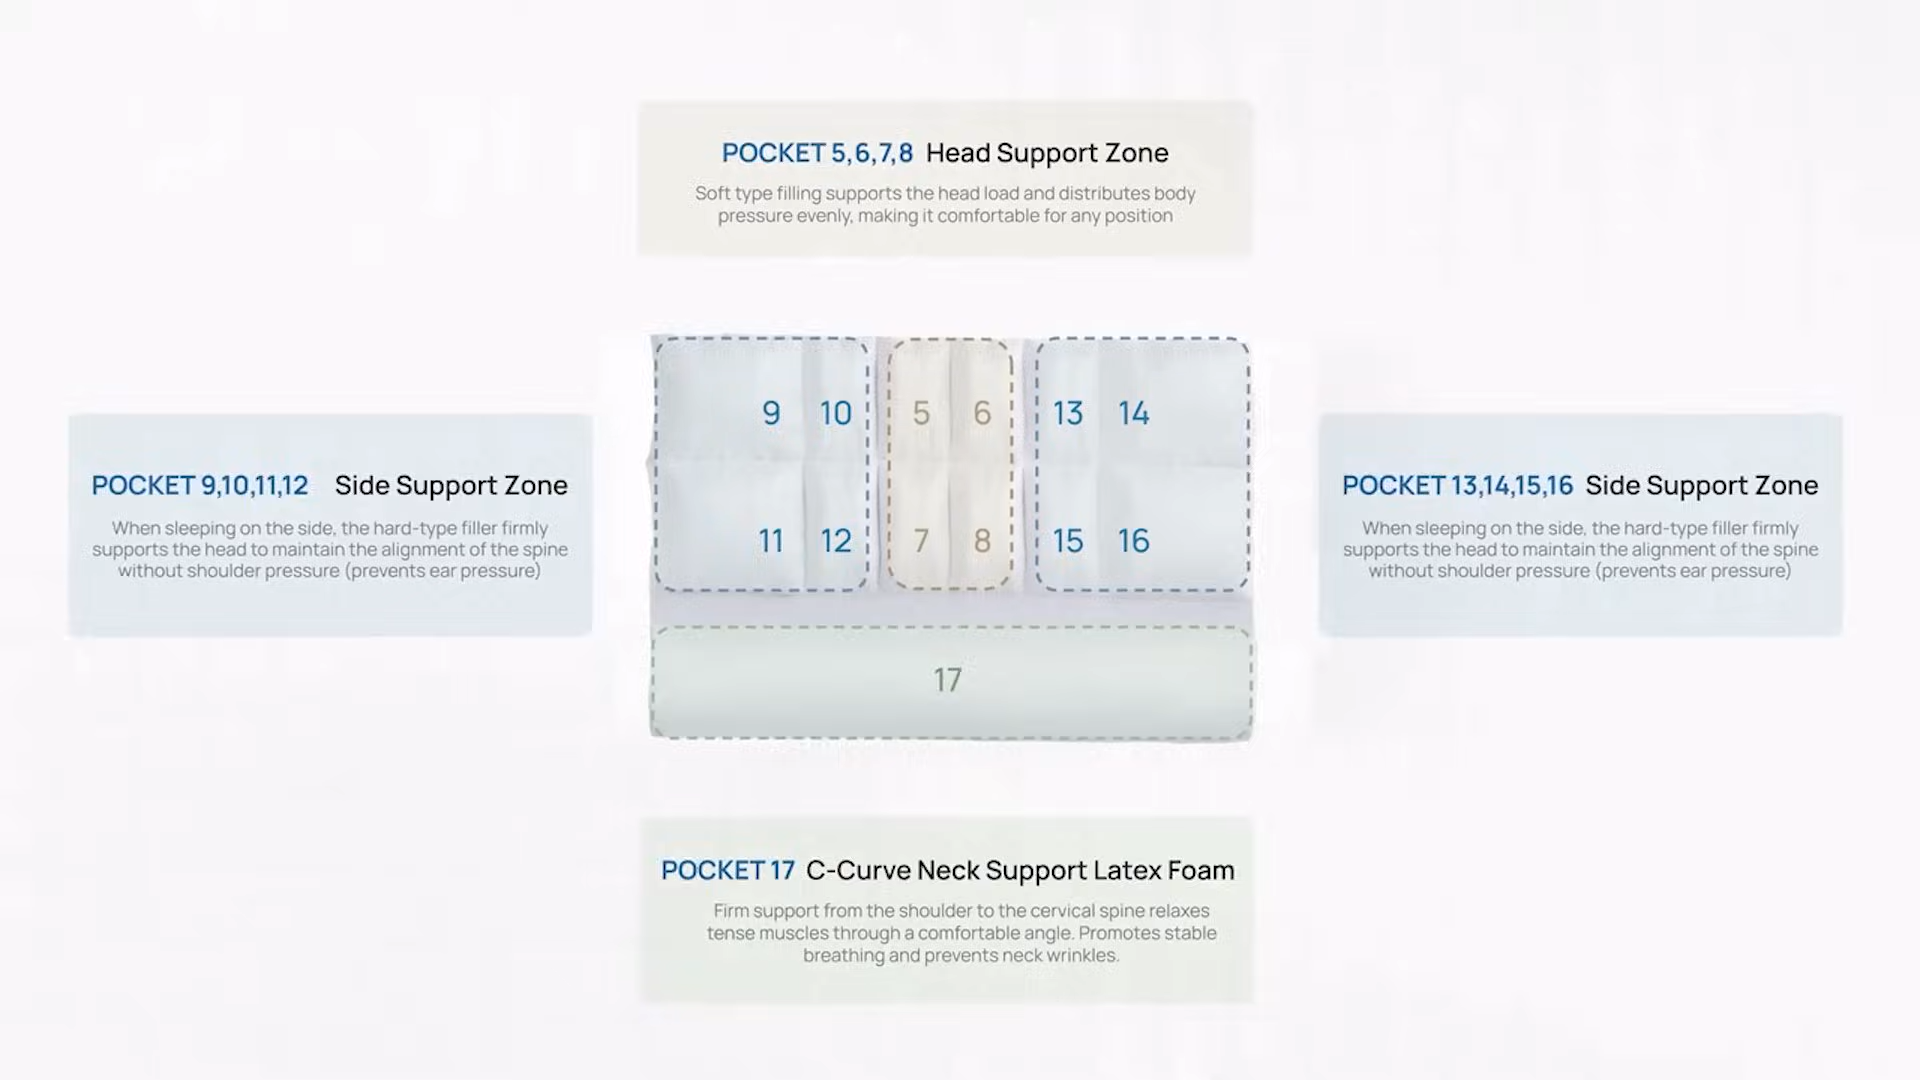 POCKET 5,6,7,8 Head Support Zone
Soft type filling supports the head load and distributes body
pressure evenly, making it comfortable for any position
POCKET 9,10,11,12 Side Support Zone
When sleeping on the side, the hard-type filler firmly
supports the head to maintain the alignment of the spine
without shoulder pressure (prevents ear pressure)
9 10 5 6 13 14
11 12 7 8 15 16
17
POCKET 13,14,15,16 Side Support Zone
When sleeping on the side, the hard-type filler firmly
supports the head to maintain the alignment of the spine
without shoulder pressure (prevents ear pressure)
POCKET 17 C-Curve Neck Support Latex Foam
Firm support from the shoulder to the cervical spine relaxes
tense muscles through a comfortable angle. Promotes stable
breathing and prevents neck wrinkles.